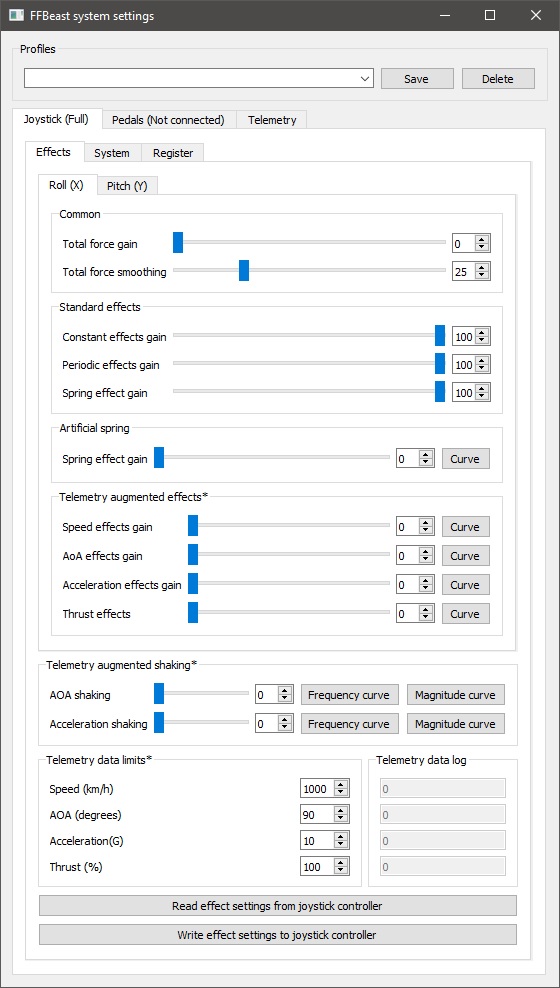 FFBeast system settings
Profiles
Save Delete
Joystick (Full) Pedals (Not connected) Telemetry
Effects System Register
Roll (X) Pitch (Y)
Common
Total force gain 0
Total force smoothing 25
Standard effects
Constant effects gain 100
Periodic effects gain 100
Spring effect gain 100
Artificial spring
Spring effect gain 0 Curve
Telemetry augmented effects*
Speed effects gain 0 Curve
AoA effects gain 0 Curve
Acceleration effects gain 0 Curve
Thrust effects 0 Curve
Telemetry augmented shaking*
AOA shaking 0 Frequency curve Magnitude curve
Acceleration shaking 0 Frequency curve Magnitude curve
Telemetry data limits* Telemetry data log
Speed (km/h) 1000 0
AOA (degrees) 90 0
Acceleration(G) 10 0
Thrust (%) 100 0
Read effect settings from joystick controller
Write effect settings to joystick controller